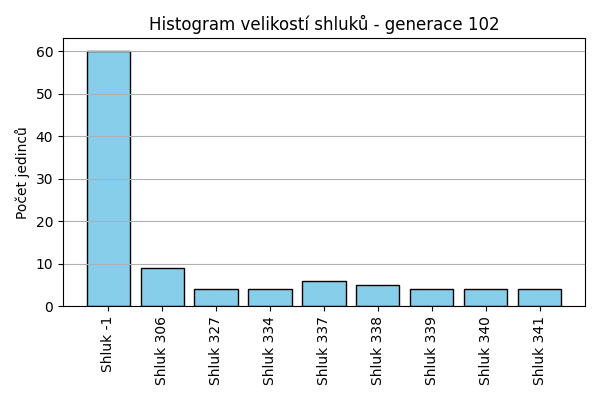 Histogram velikostí shluků - generace 102
Počet jedinců
60
50
40
30
20
10
0
Shluk -1
Shluk 306
Shluk 327
Shluk 334
Shluk 337
Shluk 338
Shluk 339
Shluk 340
Shluk 341